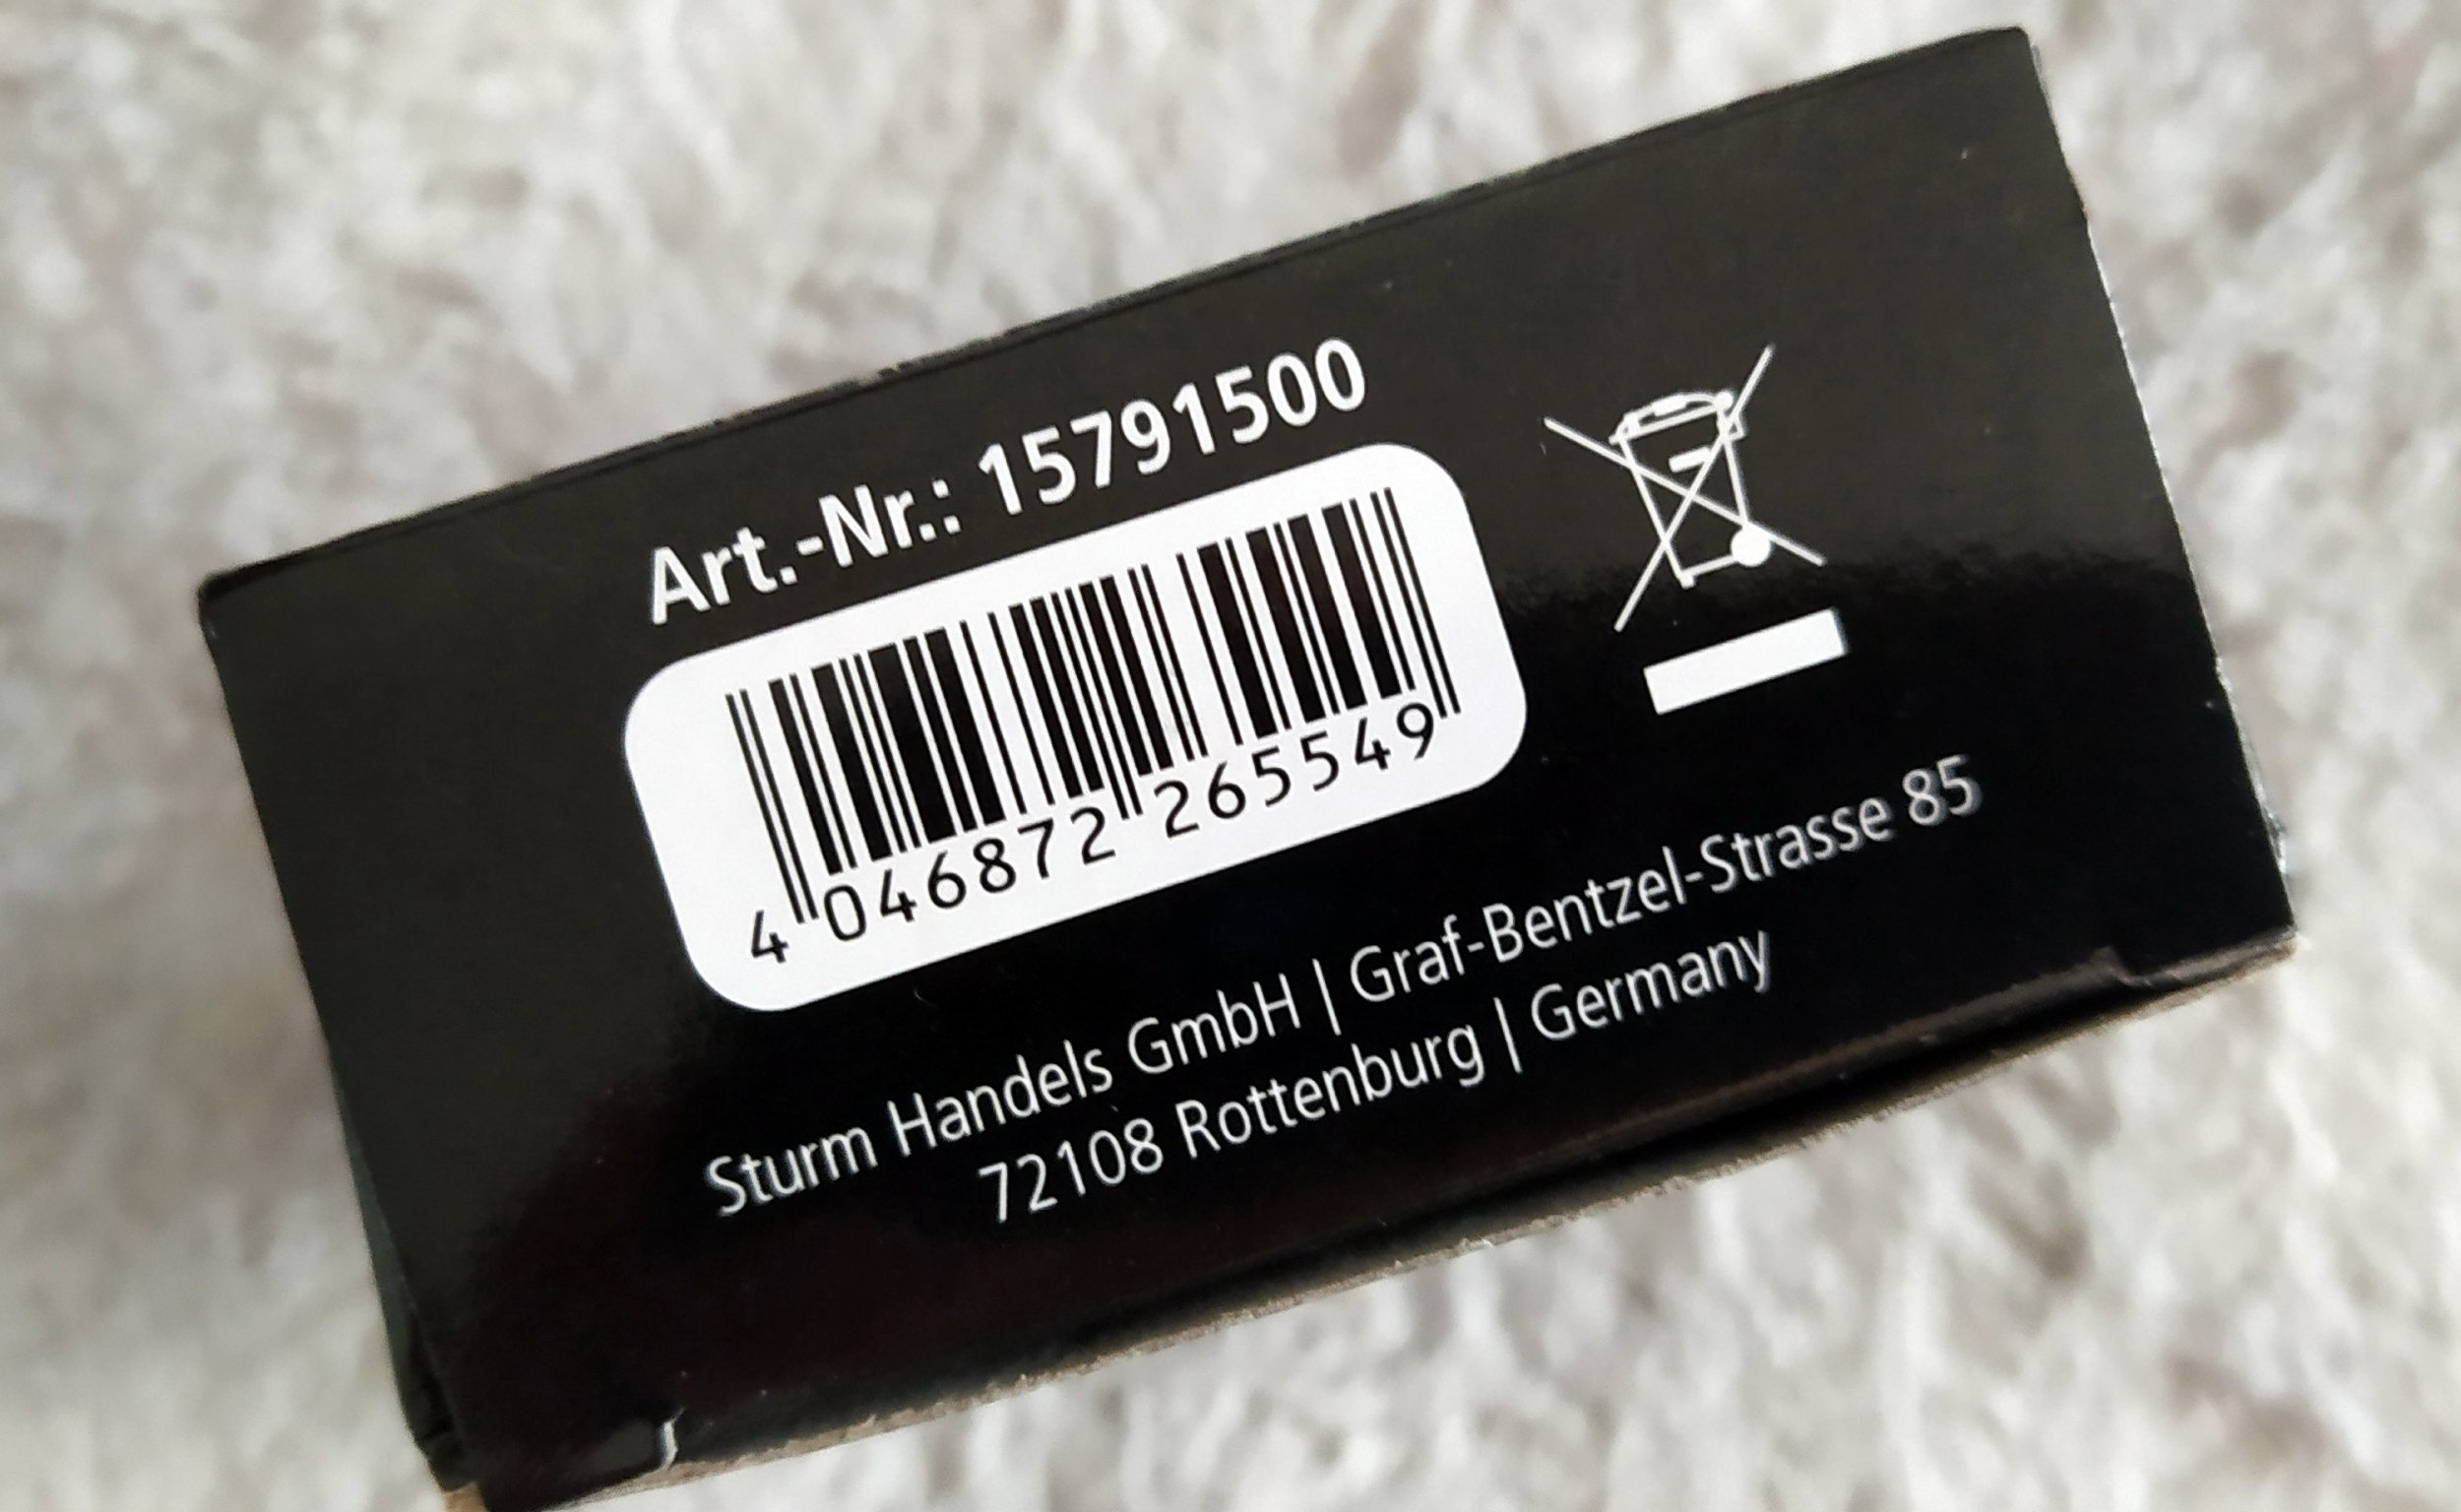 Art.-Nr.: 15791500
4 046872 265549
Sturm Handels GmbH | Graf-Bentzel-Strasse 85
72108 Rottenburg | Germany